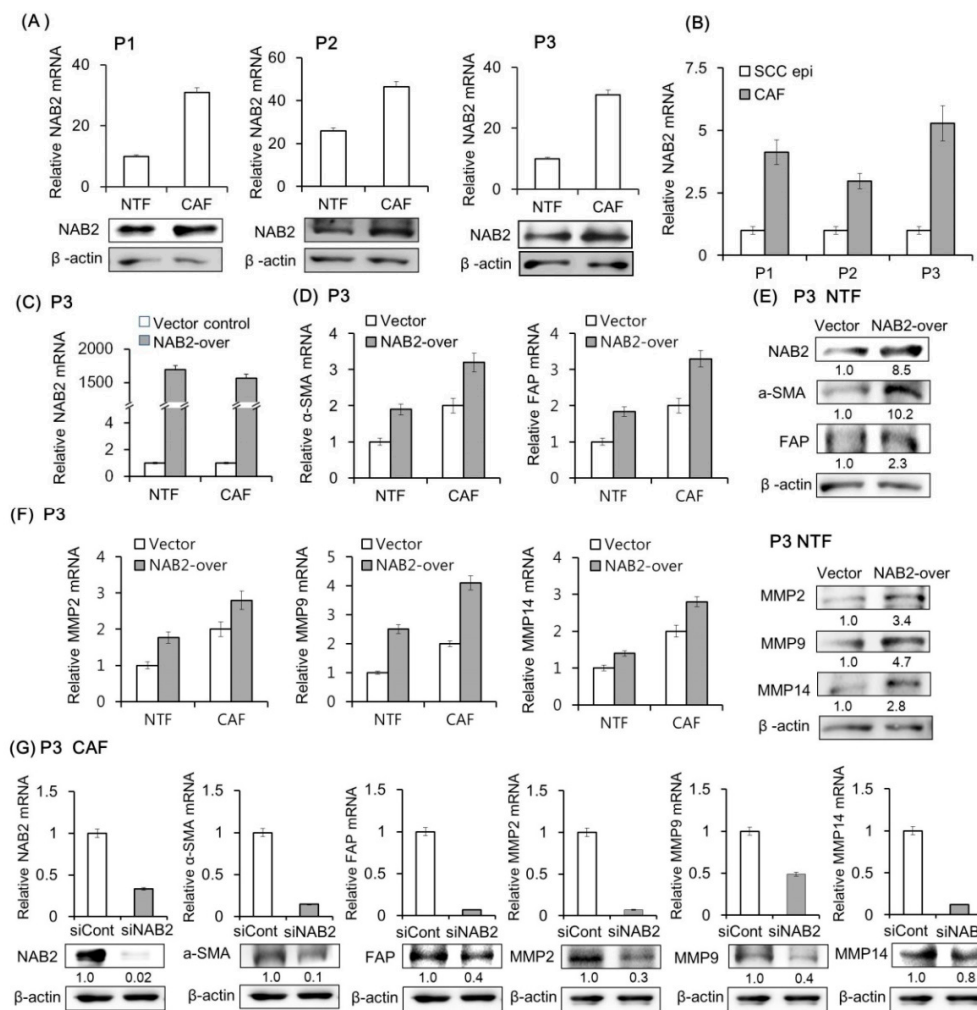 (A)
P1
Relative NAB2 mRNA
40
20
0
NTF CAF
NAB2
β -actin
P2
Relative NAB2 mRNA
60
40
20
0
NTF CAF
NAB2
β -actin
P3
Relative NAB2 mRNA
40
20
0
NTF CAF
NAB2
β -actin
(B)
Relative NAB2 mRNA
7.5
5
2.5
0
SCC epi
CAF
P1 P2 P3
(C) P3
Vector control
NAB2-over
Relative NAB2 mRNA
2000
1500
4
2
0
NTF CAF
(D) P3
Vector
NAB2-over
Relative α-SMA mRNA
4
3
2
1
0
NTF CAF
Vector
NAB2-over
Relative FAP mRNA
4
3
2
1
0
NTF CAF
(E) P3 NTF
Vector NAB2-over
NAB2
1.0 8.5
a-SMA
1.0 10.2
FAP
1.0 2.3
β -actin
(F) P3
Vector
NAB2-over
Relative MMP2 mRNA
4
3
2
1
0
NTF CAF
Vector
NAB2-over
Relative MMP9 mRNA
5
4
3
2
1
0
NTF CAF
Vector
NAB2-over
Relative MMP14 mRNA
4
3
2
1
0
NTF CAF
P3 NTF
Vector NAB2-over
MMP2
1.0 3.4
MMP9
1.0 4.7
MMP14
1.0 2.8
β -actin
(G) P3 CAF
Relative NAB2 mRNA
1.5
1
0.5
0
siCont siNAB2
NAB2
1.0 0.02
β-actin
Relative α-SMA mRNA
1.5
1
0.5
0
siCont siNAB2
a-SMA
1.0 0.1
β-actin
Relative FAP mRNA
1.5
1
0.5
0
siCont siNAB2
FAP
1.0 0.4
β-actin
Relative MMP2 mRNA
1.5
1
0.5
0
siCont siNAB2
MMP2
1.0 0.3
β-actin
Relative MMP9 mRNA
1.5
1
0.5
0
siCont siNAB2
MMP9
1.0 0.4
β-actin
Relative MMP14 mRNA
1.5
1
0.5
0
siCont siNAB2
MMP14
1.0 0.8
β-actin